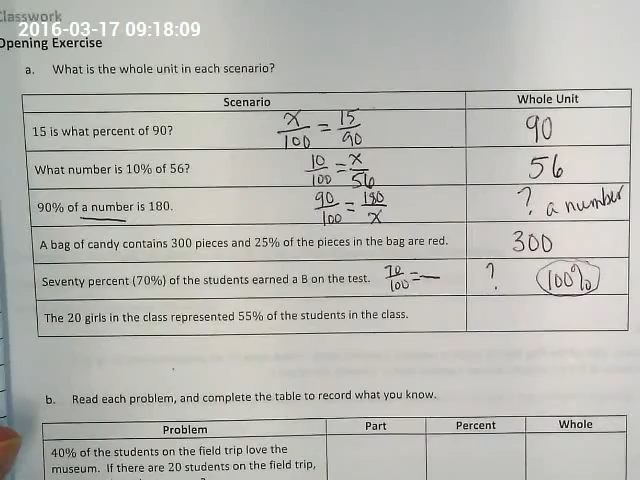 Classwork
2016-03-17 09:18:09
Opening Exercise
a. What is the whole unit in each scenario?
Scenario Whole Unit
15 is what percent of 90? x/100 = 15/90 90
What number is 10% of 56? 10/100 = x/56 56
90% of a number is 180. 90/100 = 180/x ? a number
A bag of candy contains 300 pieces and 25% of the pieces in the bag are red. 300
Seventy percent (70%) of the students earned a B on the test. 70/100 = — ? 100%
The 20 girls in the class represented 55% of the students in the class.
b. Read each problem, and complete the table to record what you know.
Problem Part Percent Whole
40% of the students on the field trip love the
museum. If there are 20 students on the field trip,